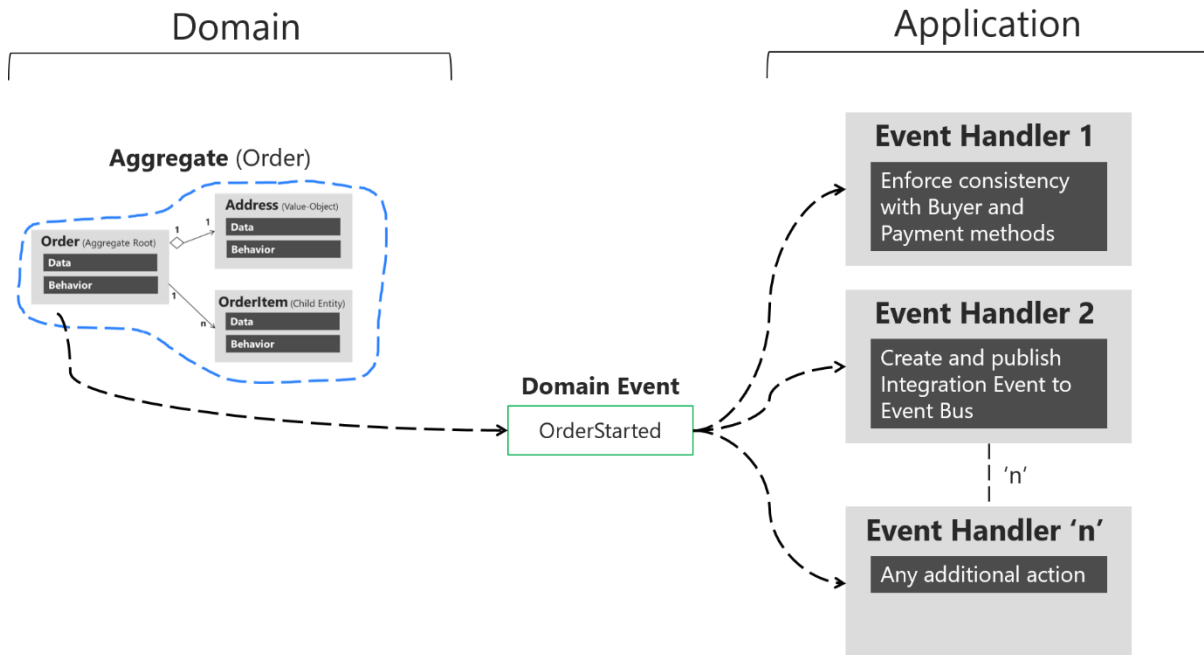 Domain
Application
Aggregate (Order)
Order (Aggregate Root)
Data
Behavior
1
1
Address (Value-Object)
Data
Behavior
1
n
OrderItem (Child Entity)
Data
Behavior
Domain Event
OrderStarted
Event Handler 1
Enforce consistency
with Buyer and
Payment methods
Event Handler 2
Create and publish
Integration Event to
Event Bus
‘n‘
Event Handler ‘n’
Any additional action